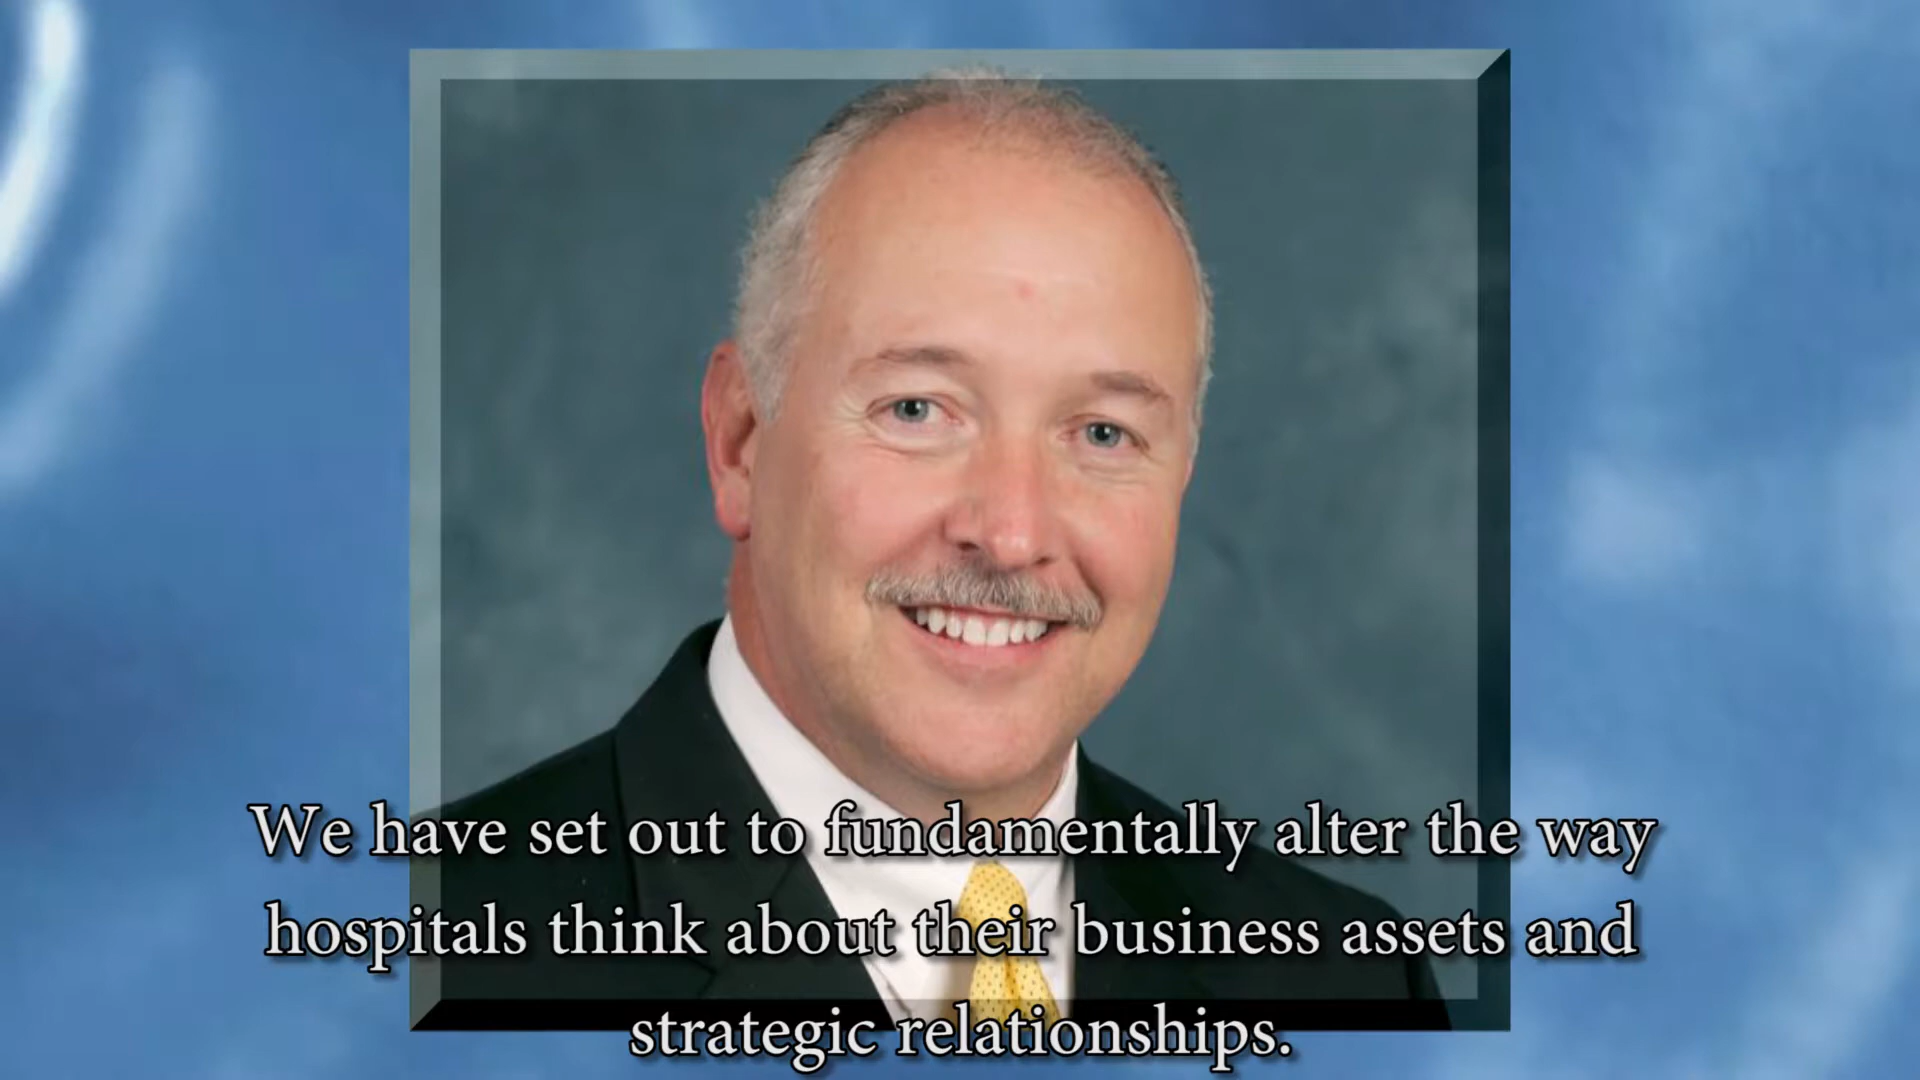 We have set out to fundamentally alter the way
hospitals think about their business assets and
strategic relationships.